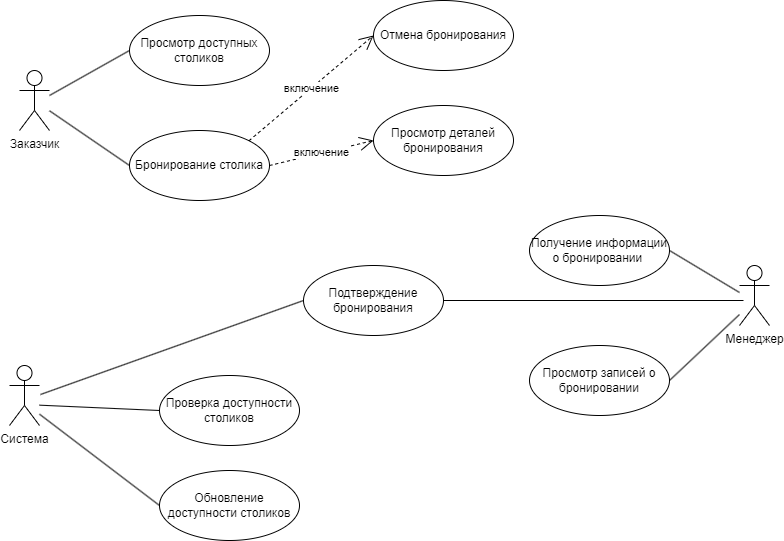 Просмотр доступных
столиков
Отмена бронирования
включение
Заказчик
Бронирование столика
включение
Просмотр деталей
бронирования
Получение информации
о бронировании
Подтверждение
бронирования
Менеджер
Просмотр записей о
бронировании
Проверка доступности
столиков
Система
Обновление
доступности столиков